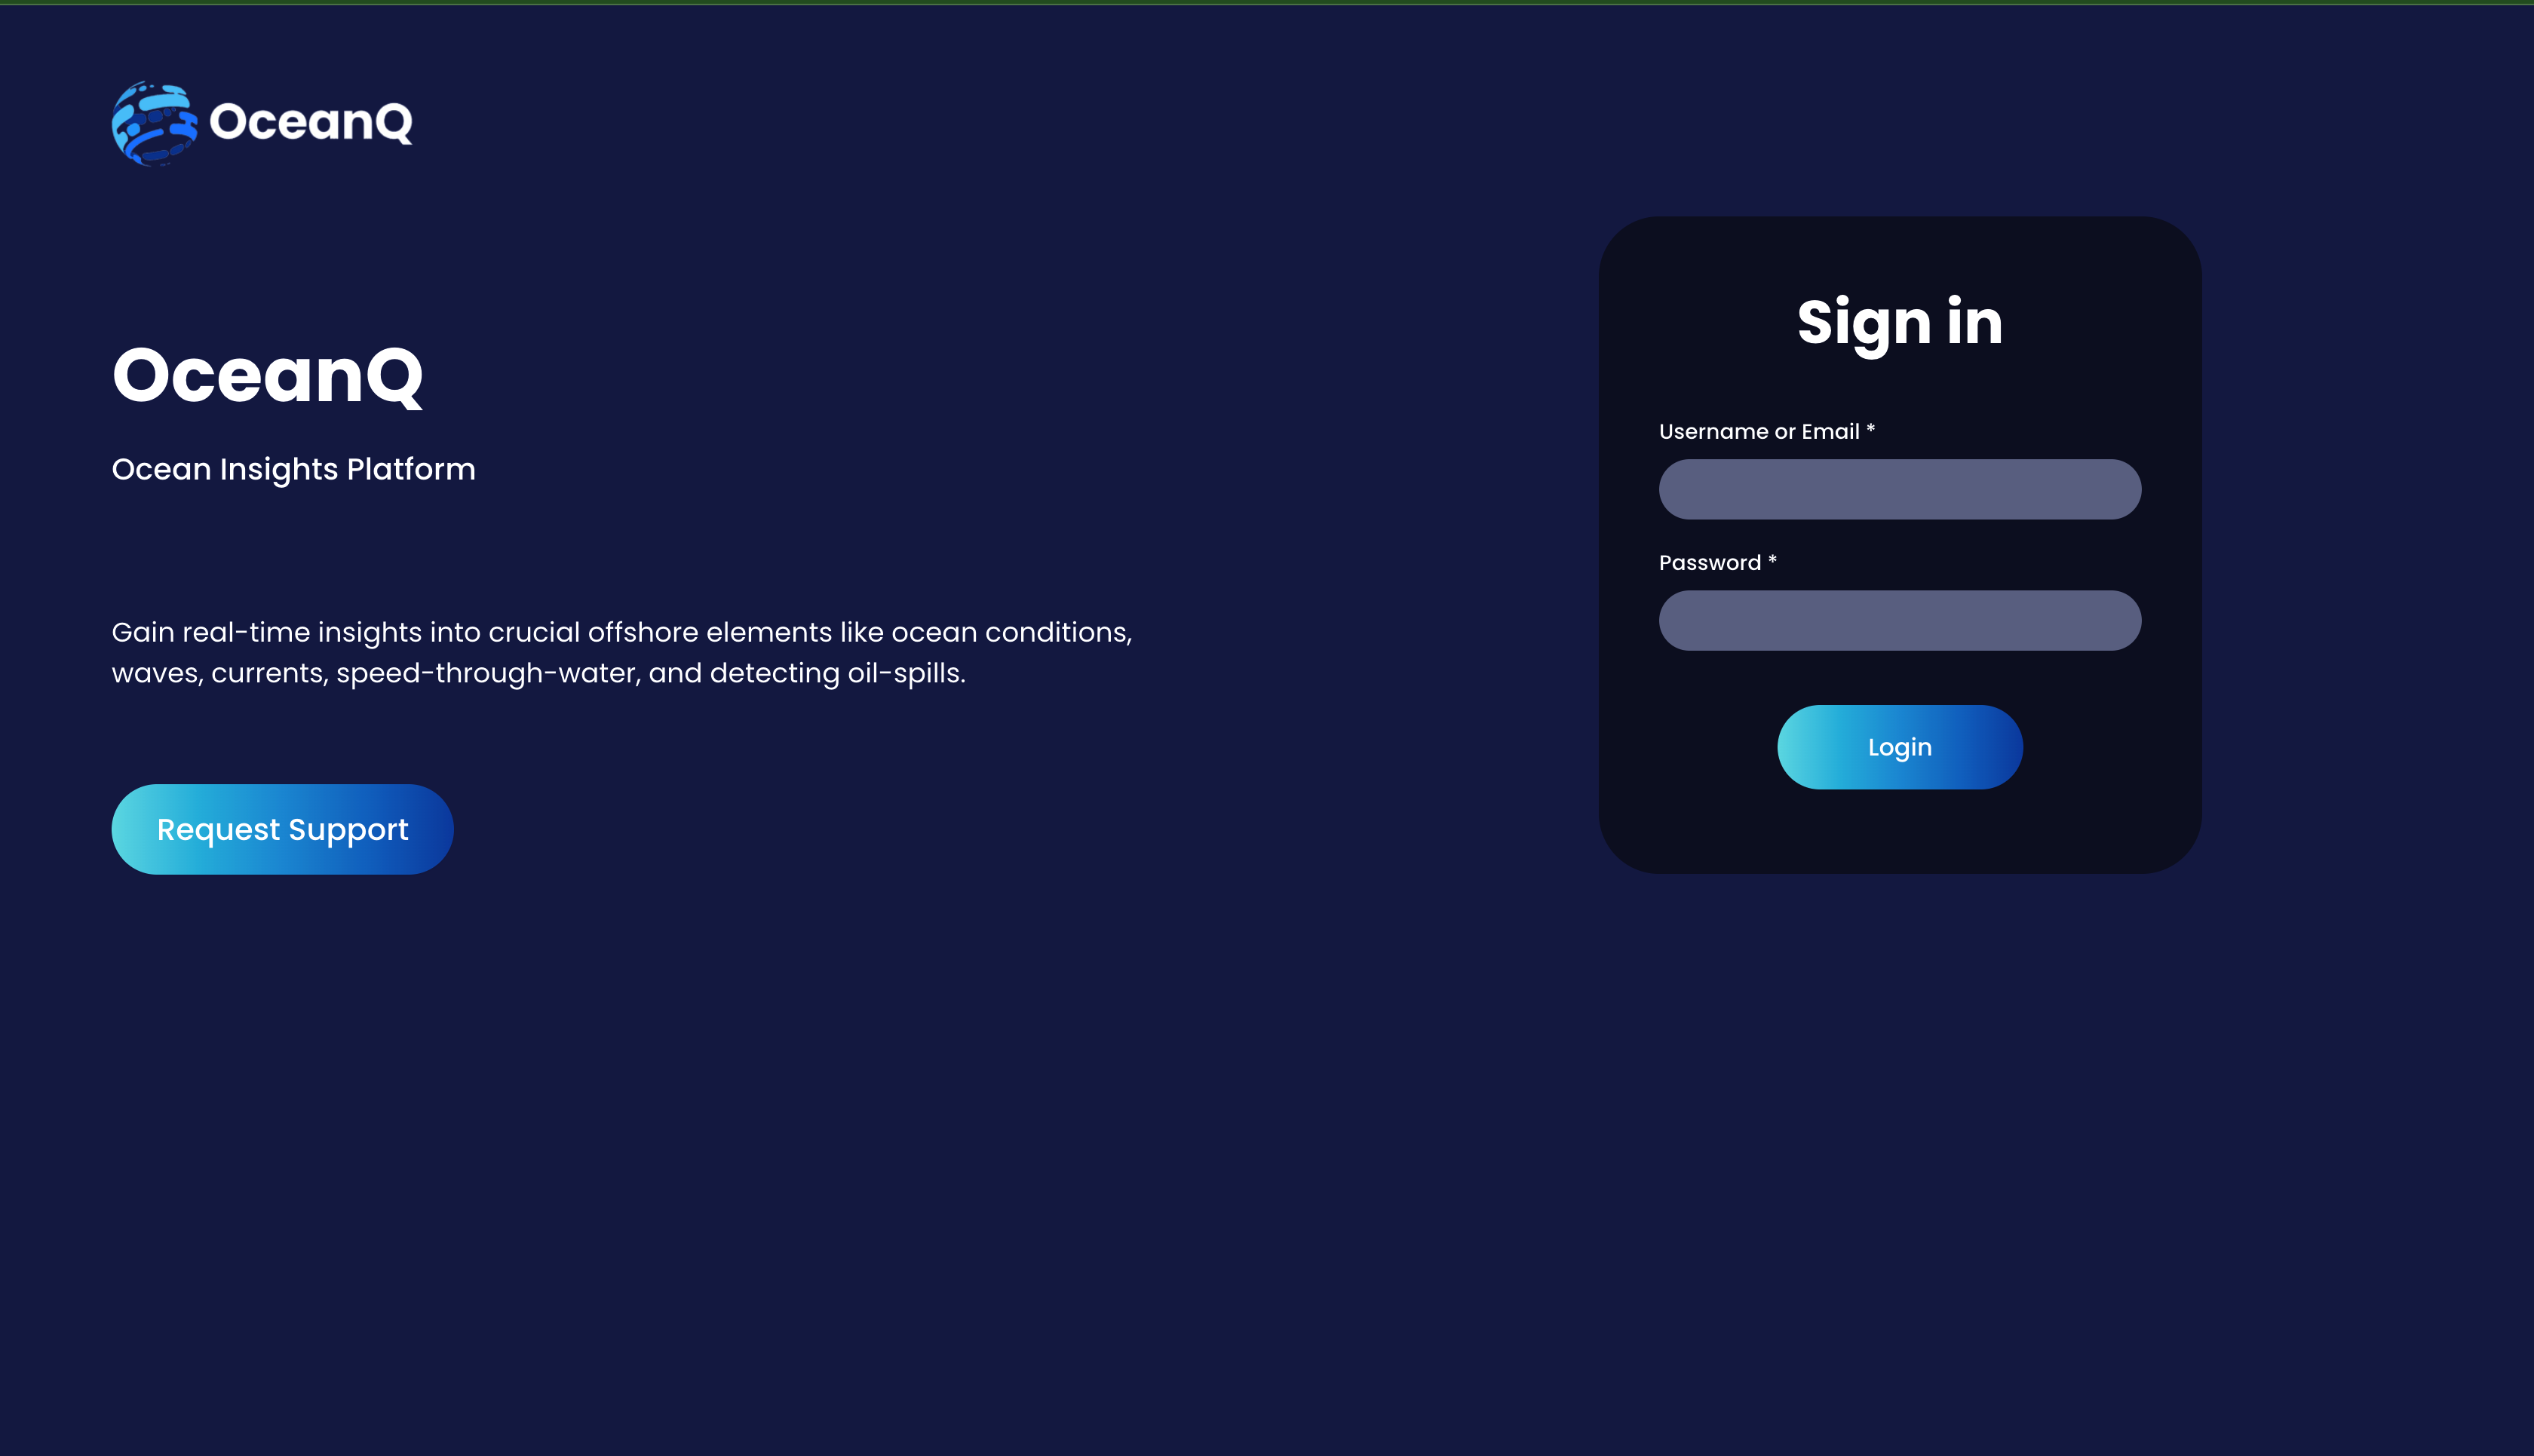 OceanQ
OceanQ
Ocean Insights Platform
Gain real-time insights into crucial offshore elements like ocean conditions,
waves, currents, speed-through-water, and detecting oil-spills.
Request Support
Sign in
Username or Email *
Password *
Login